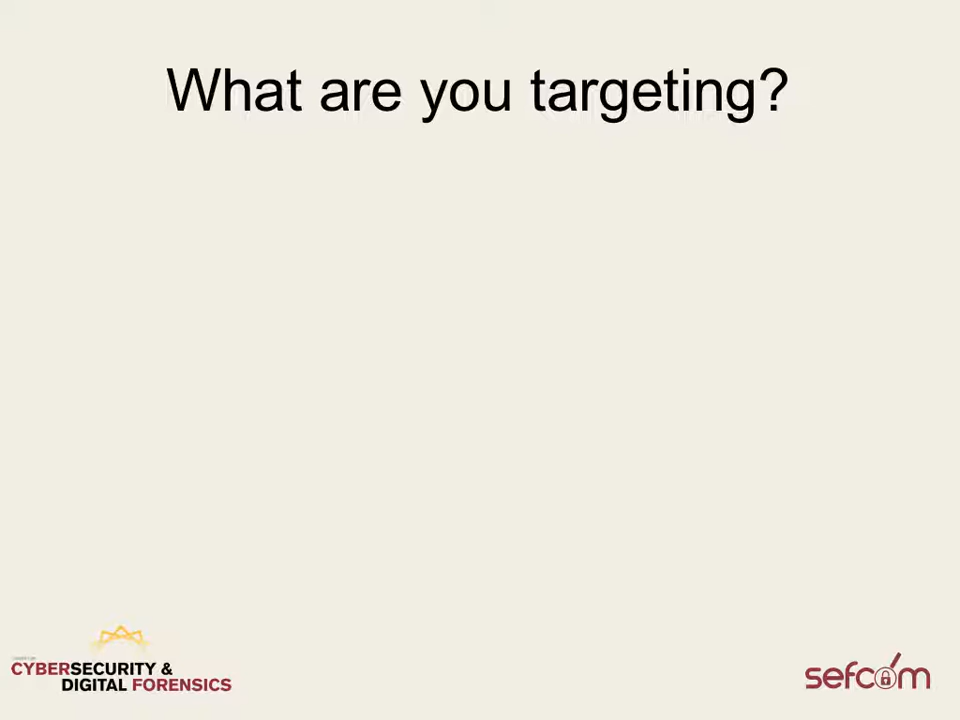 What are you targeting?
CYBERSECURITY &
DIGITAL FORENSICS
sefcom